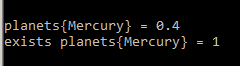 planets{Mercury} = 0.4
exists planets{Mercury} = 1